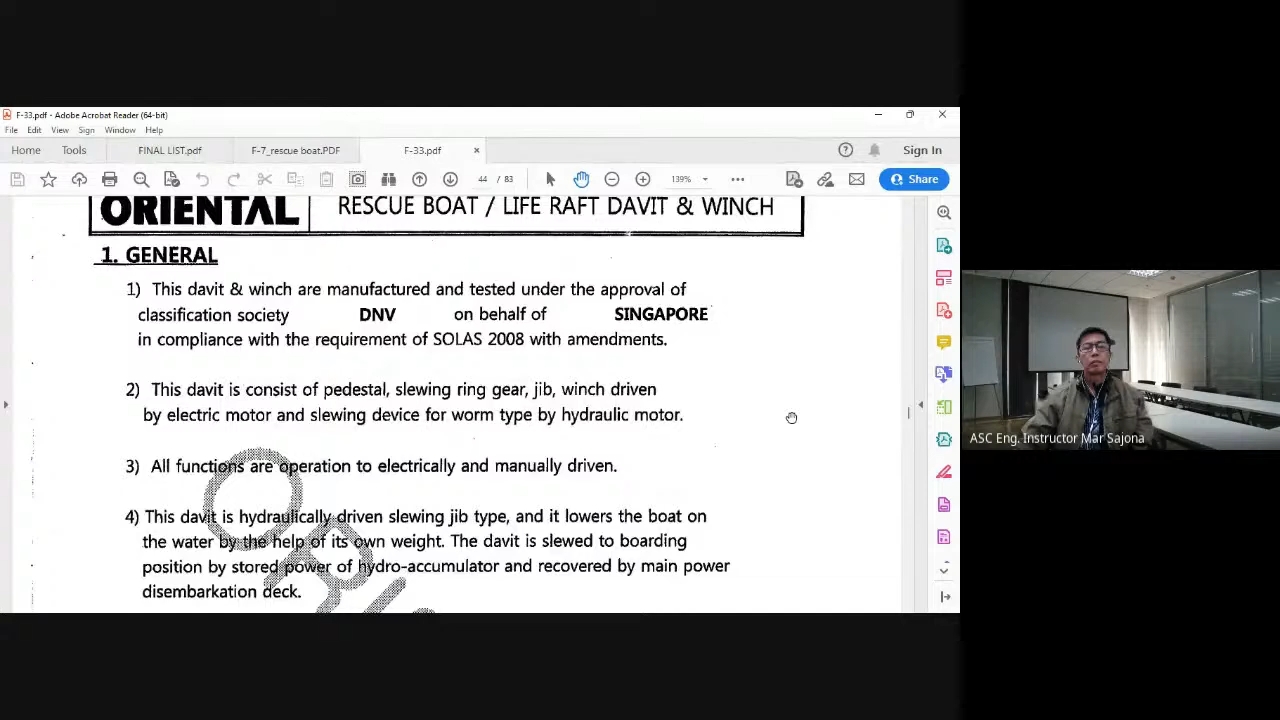 F-33.pdf - Adobe Acrobat Reader (64-bit)
File Edit View Sign Window Help
Home Tools FINAL LIST.pdf F-7_rescue boat.PDF F-33.pdf × Sign In
44 / 83 139% Share
ORIENTAL RESCUE BOAT / LIFE RAFT DAVIT & WINCH
1. GENERAL
1) This davit & winch are manufactured and tested under the approval of
classification society DNV on behalf of SINGAPORE
in compliance with the requirement of SOLAS 2008 with amendments.
2) This davit is consist of pedestal, slewing ring gear, jib, winch driven
by electric motor and slewing device for worm type by hydraulic motor.
3) All functions are operation to electrically and manually driven.
4) This davit is hydraulically driven slewing jib type, and it lowers the boat on
the water by the help of its own weight. The davit is slewed to boarding
position by stored power of hydro-accumulator and recovered by main power
disembarkation deck.
ORI
ASC Eng. Instructor Mar Sajona